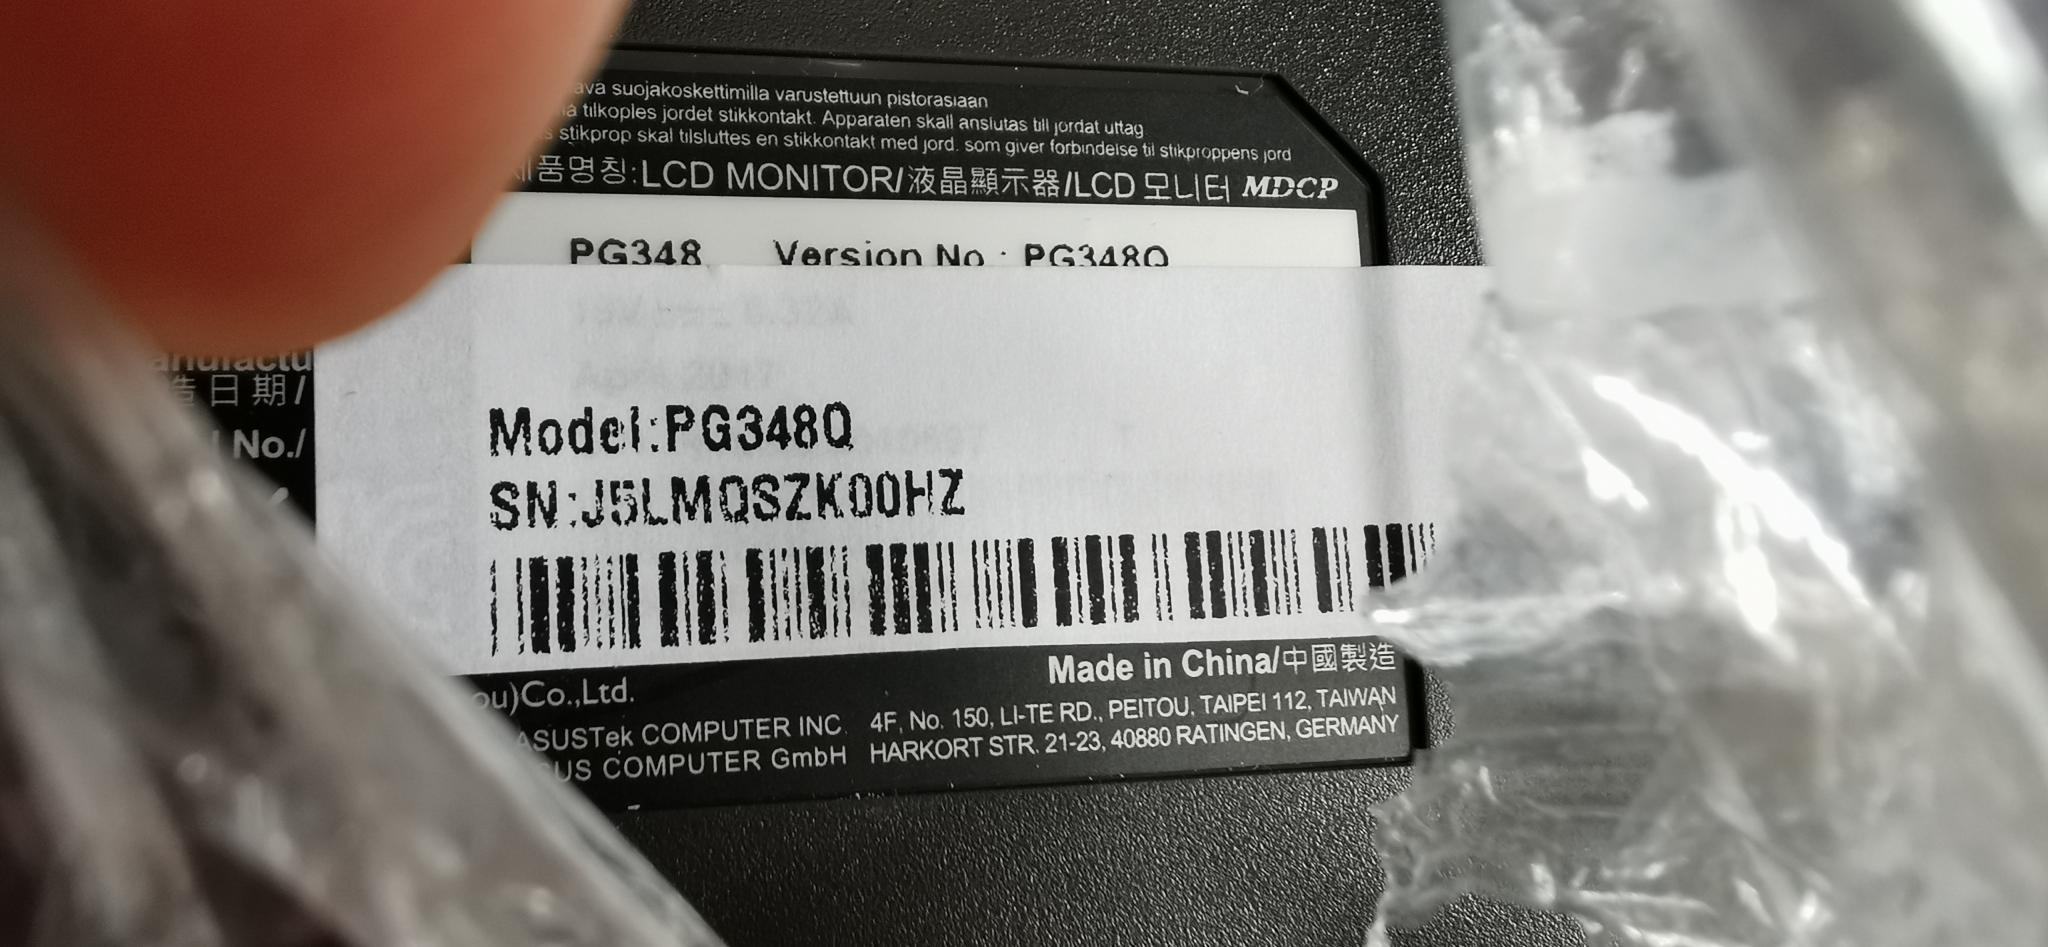 suojakoskettimilla varustettuun pistorasiaan
tilkoples jordet stikkontakt. Apparaten skall anslutas till jordat uttag
stikprop skal tilsluttes en stikkontakt med jord. som giver forbindelse til stikproppens jord
제품명칭:LCD MONITOR/液晶顯示器/LCD 모니터 MDCP
PG348 Version No.: PG348Q
造日期/
No./
Model:PG348Q
SN:J5LMQSZK00HZ
Made in China/中國製造
Co.,Ltd.
ASUSTek COMPUTER INC. 4F, No. 150, LI-TE RD., PEITOU, TAIPEI 112, TAIWAN
COMPUTER GmbH HARKORT STR. 21-23, 40880 RATINGEN, GERMANY